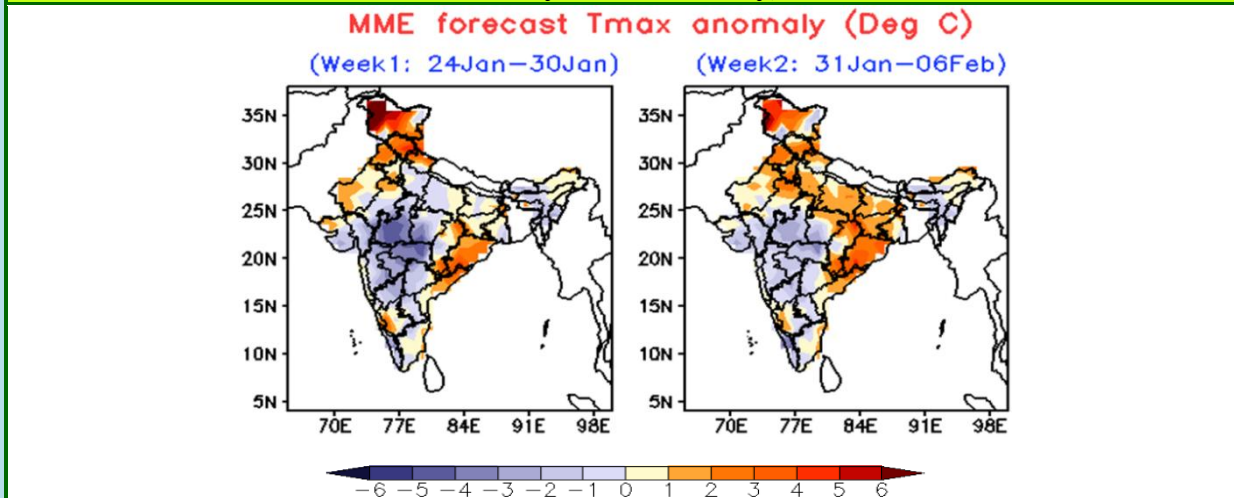 MME forecast Tmax anomaly (Deg C)
(Week1: 24Jan–30Jan)
(Week2: 31Jan–06Feb)
35N
30N
25N
20N
15N
10N
5N
70E 77E 84E 91E 98E
35N
30N
25N
20N
15N
10N
5N
70E 77E 84E 91E 98E
−6 −5 −4 −3 −2 −1 0 1 2 3 4 5 6